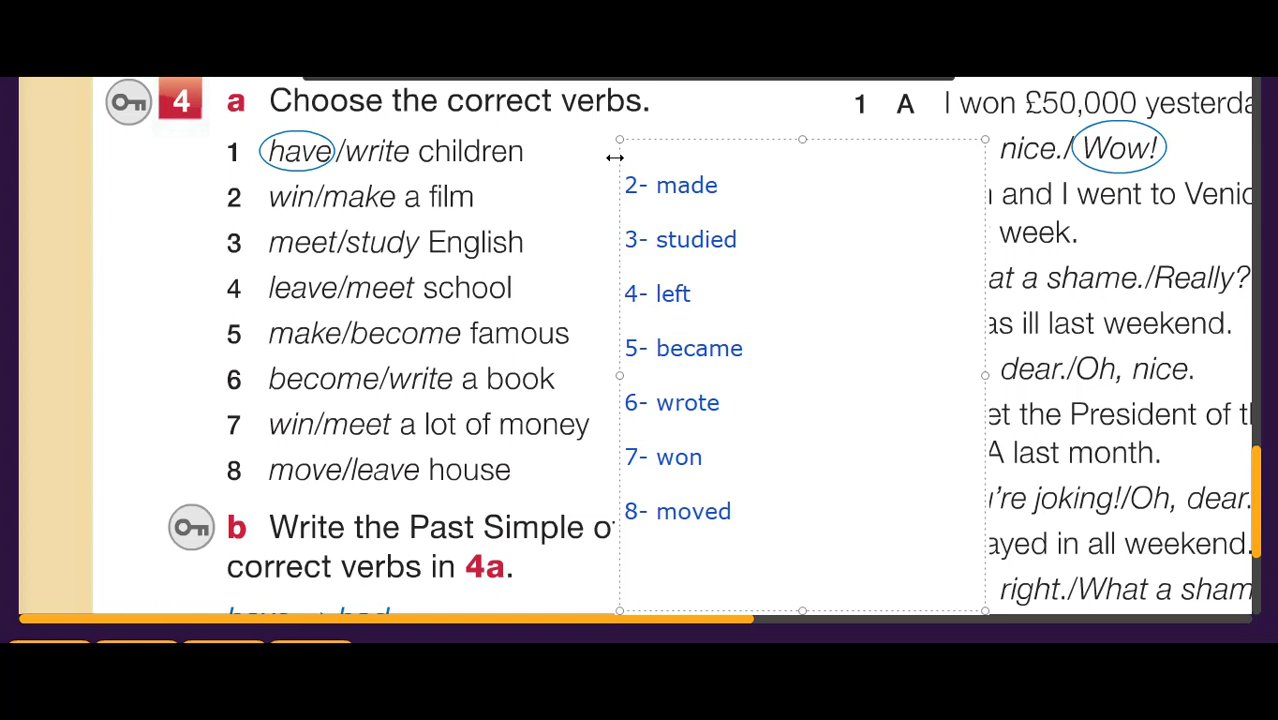 4 a Choose the correct verbs.
1 have/write children
2 win/make a film
3 meet/study English
4 leave/meet school
5 make/become famous
6 become/write a book
7 win/meet a lot of money
8 move/leave house
b Write the Past Simple o
correct verbs in 4a.
2- made
3- studied
4- left
5- became
6- wrote
7- won
8- moved
1 A I won £50,000 yesterda
nice./Wow!
and I went to Venic
week.
at a shame./Really?
as ill last weekend.
dear./Oh, nice.
et the President of t
A last month.
're joking!/Oh, dear.
ayed in all weekend.
right./What a sham